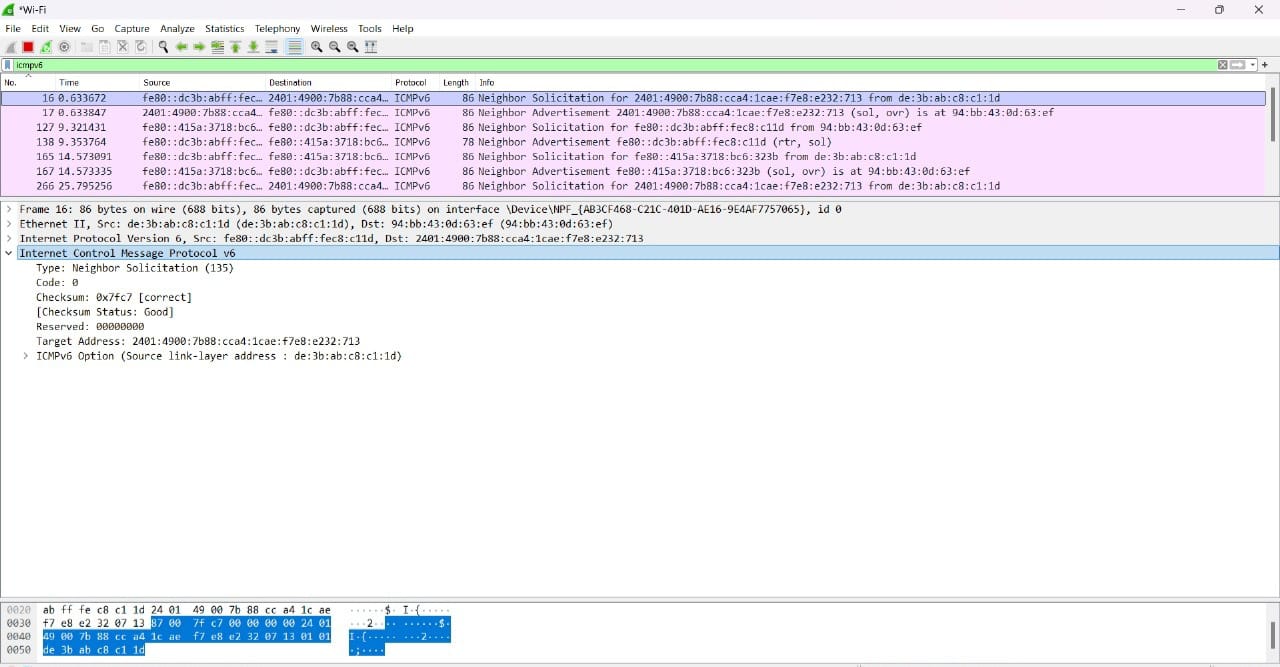 *Wi-Fi
File Edit View Go Capture Analyze Statistics Telephony Wireless Tools Help
icmpv6
No. Time Source Destination Protocol Length Info
16 0.633672 fe80::dc3b:abff:fec… 2401:4900:7b88:cca4… ICMPv6 86 Neighbor Solicitation for 2401:4900:7b88:cca4:1cae:f7e8:e232:713 from de:3b:ab:c8:c1:1d
17 0.633847 2401:4900:7b88:cca… fe80::dc3b:abff:fec… ICMPv6 86 Neighbor Advertisement 2401:4900:7b88:cca4:1cae:f7e8:e232:713 (sol, ovr) is at 94:bb:43:0d:63:ef
127 9.321431 fe80::415a:3718:bc6… fe80::dc3b:abff:fec… ICMPv6 86 Neighbor Solicitation for fe80::dc3b:abff:fec8:c11d from 94:bb:43:0d:63:ef
138 9.353764 fe80::dc3b:abff:fec… fe80::415a:3718:bc6… ICMPv6 78 Neighbor Advertisement fe80::dc3b:abff:fec8:c11d (rtr, sol)
165 14.573091 fe80::dc3b:abff:fec… fe80::415a:3718:bc6… ICMPv6 86 Neighbor Solicitation for fe80::415a:3718:bc6:323b from de:3b:ab:c8:c1:1d
167 14.573335 fe80::415a:3718:bc6… fe80::dc3b:abff:fec… ICMPv6 86 Neighbor Advertisement fe80::415a:3718:bc6:323b (sol, ovr) is at 94:bb:43:0d:63:ef
266 25.795256 fe80::dc3b:abff:fec… 2401:4900:7b88:cca4… ICMPv6 86 Neighbor Solicitation for 2401:4900:7b88:cca4:1cae:f7e8:e232:713 from de:3b:ab:c8:c1:1d
Frame 16: 86 bytes on wire (688 bits), 86 bytes captured (688 bits) on interface \Device\NPF_{AB3CF468-C21C-401D-AE16-9E4AF7757065}, id 0
Ethernet II, Src: de:3b:ab:c8:c1:1d (de:3b:ab:c8:c1:1d), Dst: 94:bb:43:0d:63:ef (94:bb:43:0d:63:ef)
Internet Protocol Version 6, Src: fe80::dc3b:abff:fec8:c11d, Dst: 2401:4900:7b88:cca4:1cae:f7e8:e232:713
Internet Control Message Protocol v6
Type: Neighbor Solicitation (135)
Code: 0
Checksum: 0x7fc7 [correct]
[Checksum Status: Good]
Reserved: 00000000
Target Address: 2401:4900:7b88:cca4:1cae:f7e8:e232:713
ICMPv6 Option (Source link-layer address : de:3b:ab:c8:c1:1d)
0020 ab ff fe c8 c1 1d 24 01 49 00 7b 88 cc a4 1c ae ······$· I·{·····
0030 f7 e8 e2 32 07 13 87 00 7f c7 00 00 00 00 24 01 ···2···· ······$·
0040 49 00 7b 88 cc a4 1c ae f7 e8 e2 32 07 13 01 01 I·{····· ···2····
0050 de 3b ab c8 c1 1d ·;····